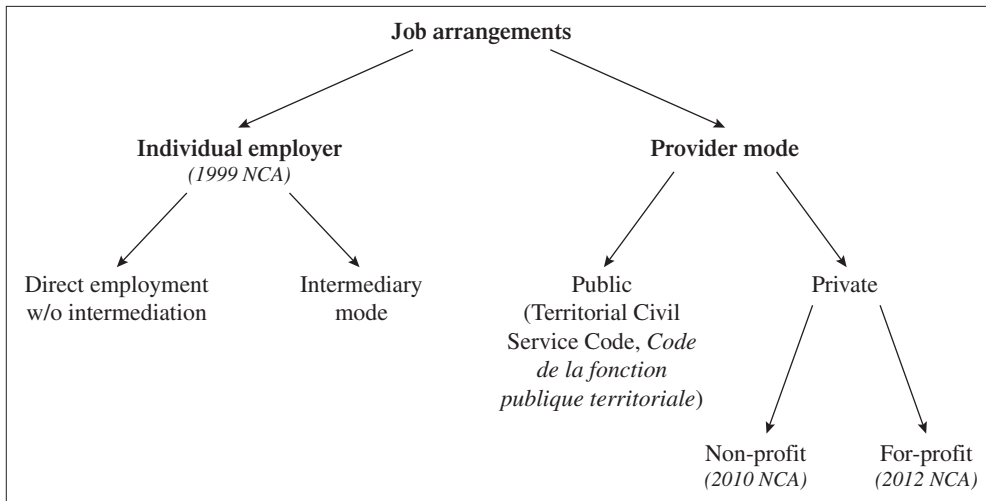 Job arrangements
Individual employer
(1999 NCA)
Provider mode
Direct employment
w/o intermediation
Intermediary
mode
Public
(Territorial Civil
Service Code, Code
de la fonction
publique territoriale)
Private
Non-profit
(2010 NCA)
For-profit
(2012 NCA)